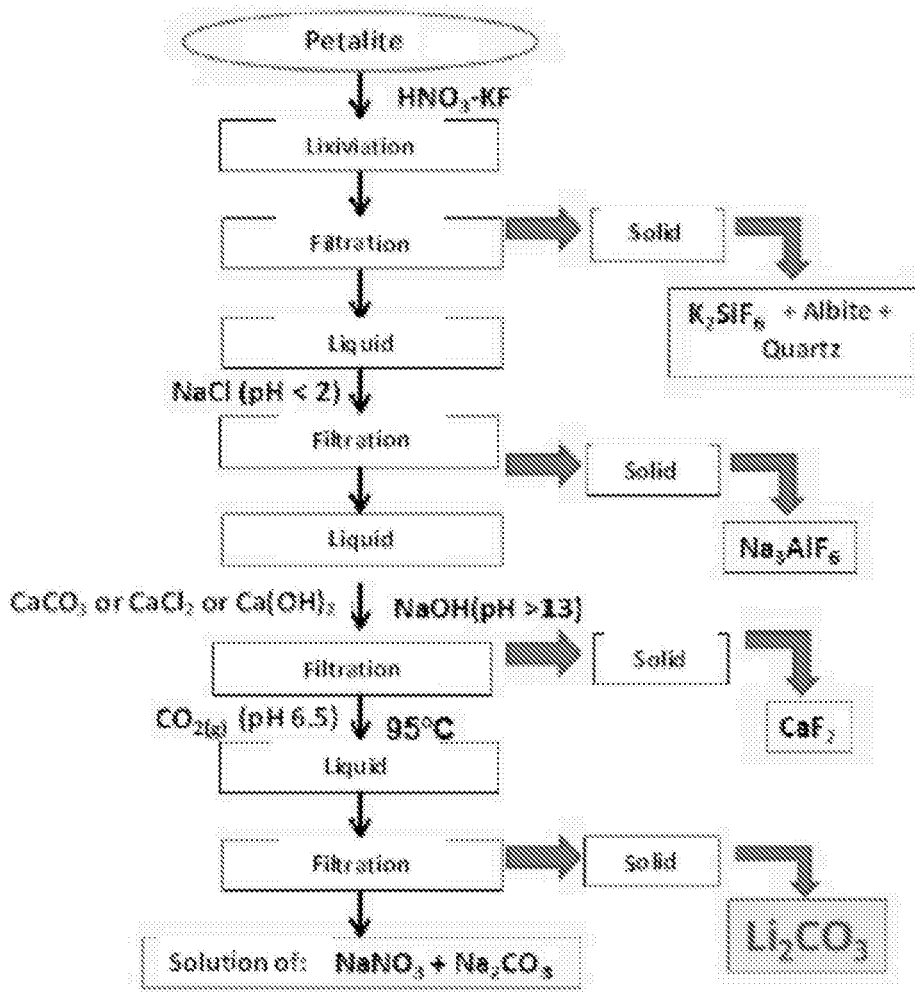 Petalite
HNO₃-KF
Lixiviation
Filtration
Solid
K₂SiF₆ + Albite +
Quartz
Liquid
NaCl (pH < 2)
Filtration
Solid
Na₃AlF₆
Liquid
CaCO₃ or CaCl₂ or Ca(OH)₂
NaOH(pH >13)
Filtration
Solid
CaF₂
CO₂(g) (pH 6.5)
95°C
Liquid
Filtration
Solid
Li₂CO₃
Solution of: NaNO₃ + Na₂CO₃